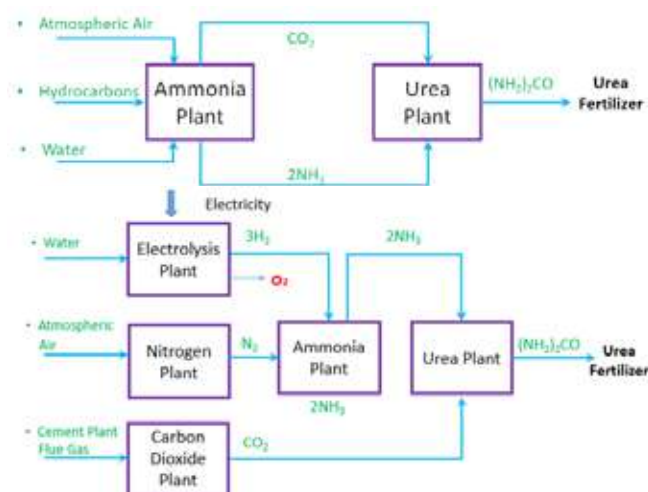 • Atmospheric Air
CO₂
• Hydrocarbons
Ammonia
Plant
Urea
Plant
(NH₂)₂CO
Urea
Fertilizer
• Water
2NH₃
Electricity
• Water
Electrolysis
Plant
3H₂
O₂
2NH₃
• Atmospheric
Air
Nitrogen
Plant
N₂
Ammonia
Plant
2NH₃
Urea Plant
(NH₂)₂CO
Urea
Fertilizer
• Cement Plant
Flue Gas
Carbon
Dioxide
Plant
CO₂